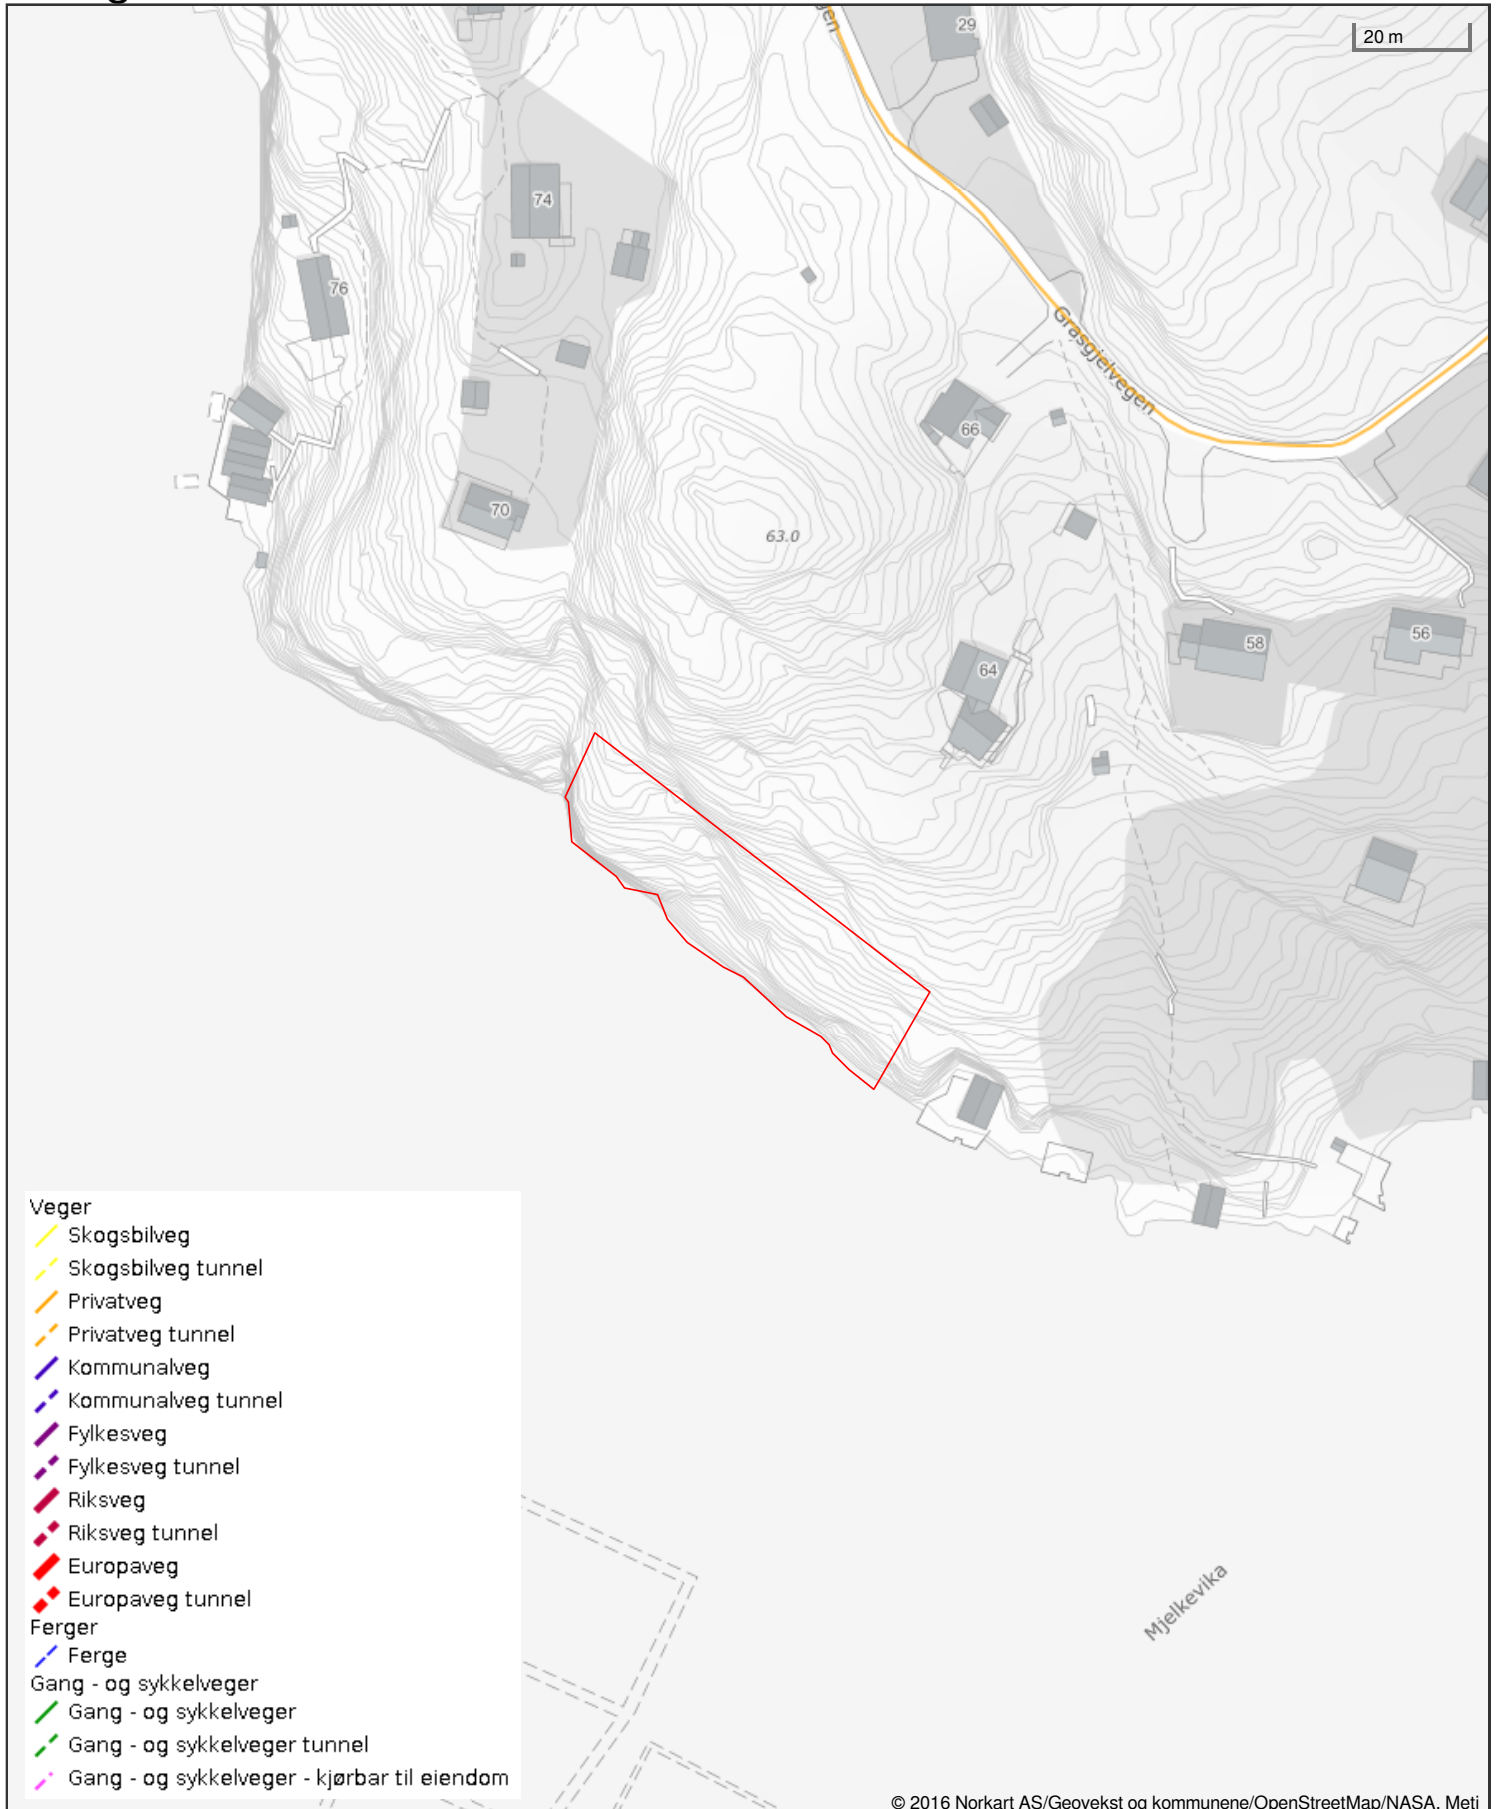 29
20 m
74
76
Grasgjelvegen
66
70
63.0
58
56
64
Veger
Skogsbilveg
Skogsbilveg tunnel
Privatveg
Privatveg tunnel
Kommunalveg
Kommunalveg tunnel
Fylkesveg
Fylkesveg tunnel
Riksveg
Riksveg tunnel
Europaveg
Europaveg tunnel
Ferger
Ferge
Gang - og sykkelveger
Gang - og sykkelveger
Gang - og sykkelveger tunnel
Gang - og sykkelveger - kjørbar til eiendom
Mjelkevika
© 2016 Norkart AS/Geovekst og kommunene/OpenStreetMap/NASA, Meti